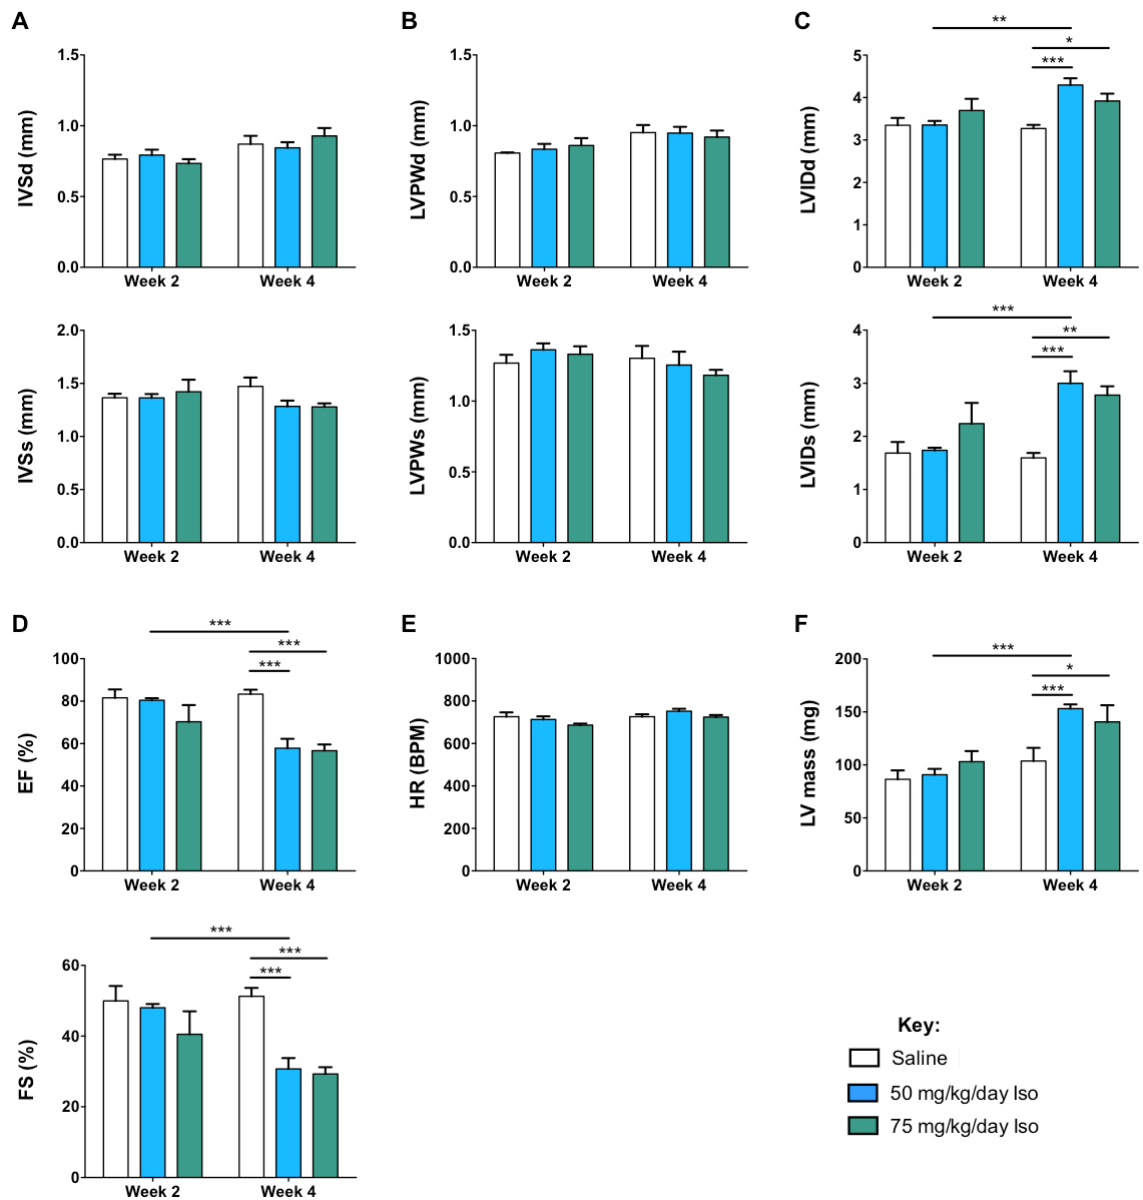 A
IVSd (mm)
1.5
1.0
0.5
0.0
Week 2
Week 4
IVSs (mm)
2.0
1.5
1.0
0.5
0.0
Week 2
Week 4
B
LVPWd (mm)
1.5
1.0
0.5
0.0
Week 2
Week 4
LVPWs (mm)
1.5
1.0
0.5
0.0
Week 2
Week 4
C
**
*
***
LVIDd (mm)
5
4
3
2
1
0
Week 2
Week 4
***
**
***
LVIDs (mm)
4
3
2
1
0
Week 2
Week 4
D
***
***
***
EF (%)
100
80
60
40
20
0
Week 2
Week 4
***
***
***
FS (%)
60
40
20
0
Week 2
Week 4
E
HR (BPM)
1000
800
600
400
200
0
Week 2
Week 4
F
***
*
***
LV mass (mg)
200
150
100
50
0
Week 2
Week 4
Key:
Saline
50 mg/kg/day Iso
75 mg/kg/day Iso